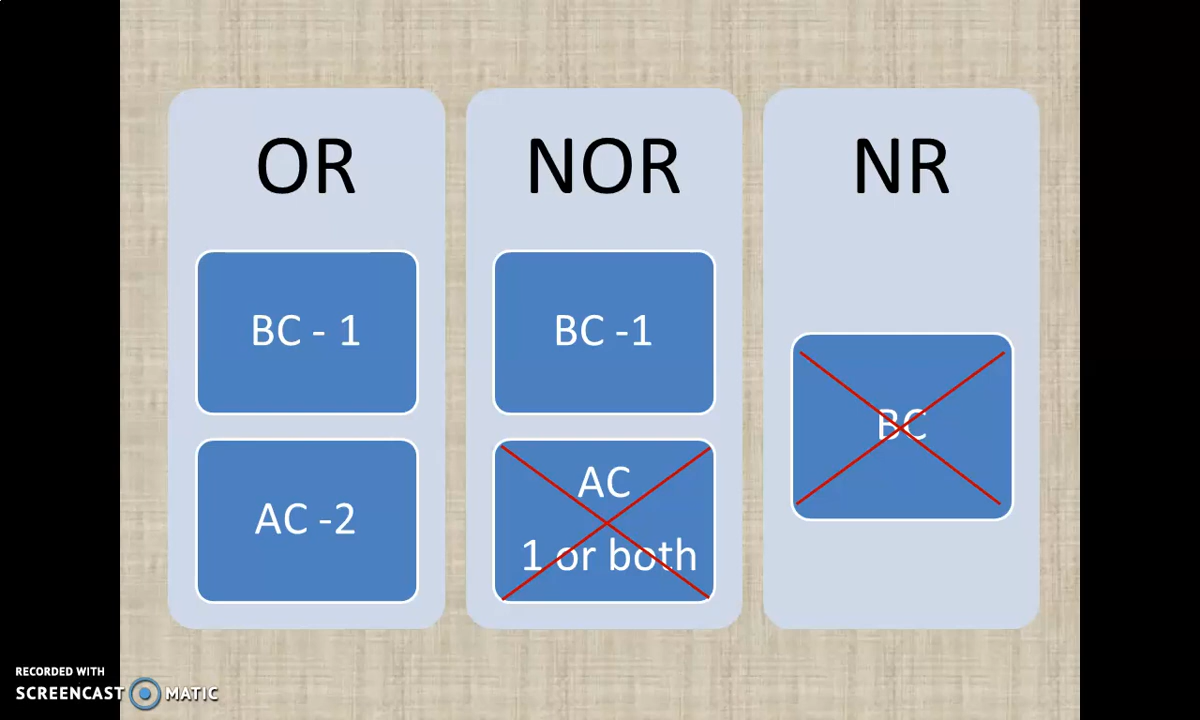 OR
BC - 1
AC -2
NOR
BC -1
AC
1 or both
NR
BC
RECORDED WITH
SCREENCAST MATIC